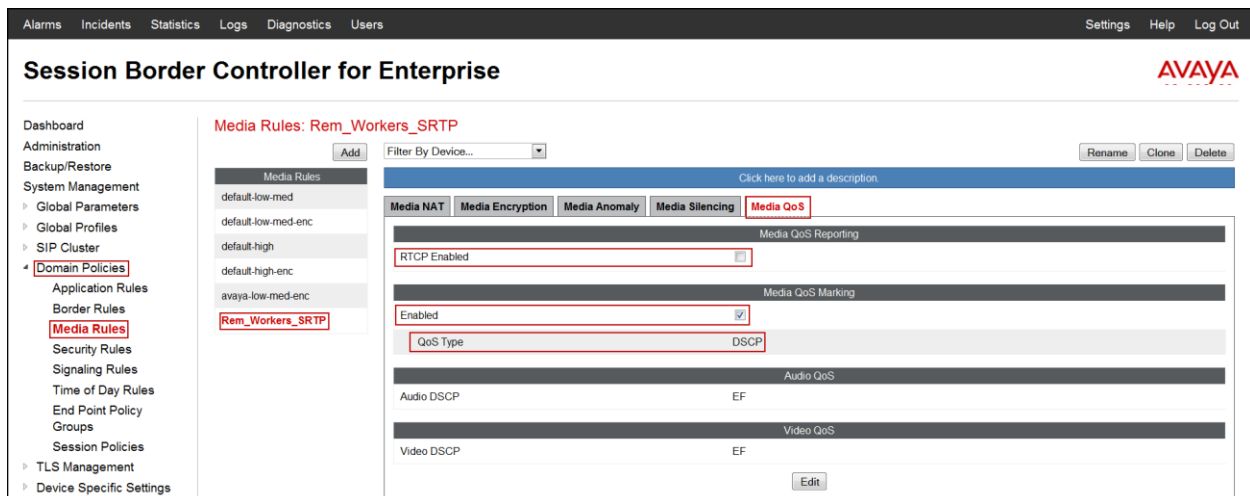 Alarms Incidents Statistics Logs Diagnostics Users Settings Help Log Out
Session Border Controller for Enterprise
AVAYA
Dashboard
Administration
Backup/Restore
System Management
Global Parameters
Global Profiles
SIP Cluster
Domain Policies
Application Rules
Border Rules
Media Rules
Security Rules
Signaling Rules
Time of Day Rules
End Point Policy
Groups
Session Policies
TLS Management
Device Specific Settings
Media Rules: Rem_Workers_SRTP
Add
Filter By Device...
Rename Clone Delete
Media Rules
default-low-med
default-low-med-enc
default-high
default-high-enc
avaya-low-med-enc
Rem_Workers_SRTP
Click here to add a description.
Media NAT Media Encryption Media Anomaly Media Silencing Media QoS
Media QoS Reporting
RTCP Enabled
Media QoS Marking
Enabled
QoS Type DSCP
Audio QoS
Audio DSCP EF
Video QoS
Video DSCP EF
Edit